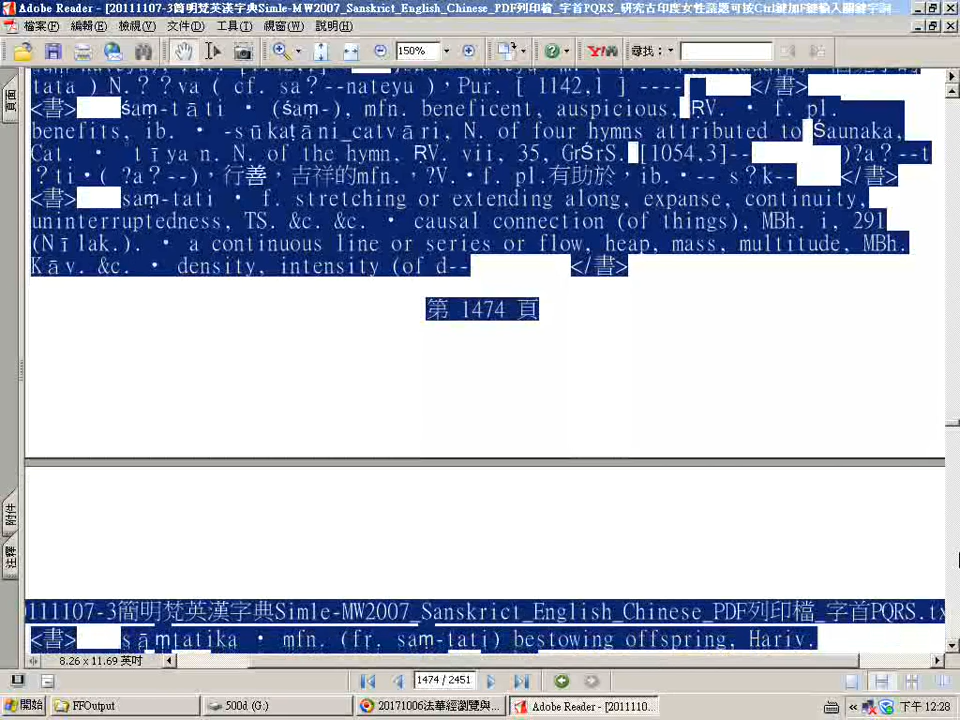 Adobe Reader - [20111107-3簡明梵英漢字典Simle-MW2007_Sanskrict_English_Chinese_PDF列印檔_字首PQRS_研究古印度女性議題可按Ctrl鍵加F鍵輸入關鍵字詞
檔案(F) 編輯(E) 檢視(V) 文件(D) 工具(T) 視窗(W) 說明(H)
150% 尋找：
頁面
tata ) N.??va ( cf. sa?--nateyu ), Pur. [ 1142,1 ] ---- </書>
<書> śaṃ-tāti (śaṃ-), mfn. beneficent, auspicious, RV. • f. pl.
benefits, ib. • -sūkaṭāni_catvāri, N. of four hymns attributed to Śaunaka,
Cat. • tīya n. N. of the hymn, RV. vii, 35, GrŚrS. [1054,3]-- )?a?--t
?ti•( ?a?--)，行善，吉祥的mfn.，?V.•f. pl.有助於，ib.•-- s?k-- </書>
<書> saṃ-tati • f. stretching or extending along, expanse, continuity,
uninterruptedness, TS. &c. &c. • causal connection (of things), MBh. i, 291
(Nīlak.). • a continuous line or series or flow, heap, mass, multitude, MBh.
Kāv. &c. • density, intensity (of d-- </書>
第 1474 頁
附件
注釋
0111107-3簡明梵英漢字典Simle-MW2007_Sanskrict_English_Chinese_PDF列印檔_字首PQRS.tx
<書> sāṃtatika • mfn. (fr. saṃ-tati) bestowing offspring, Hariv.
8.26 x 11.69 英吋
1474 / 2451
開始 FFOutput 500d (G:) 20171006法華經瀏覽與... Adobe Reader - [2011110... 下午 12:28